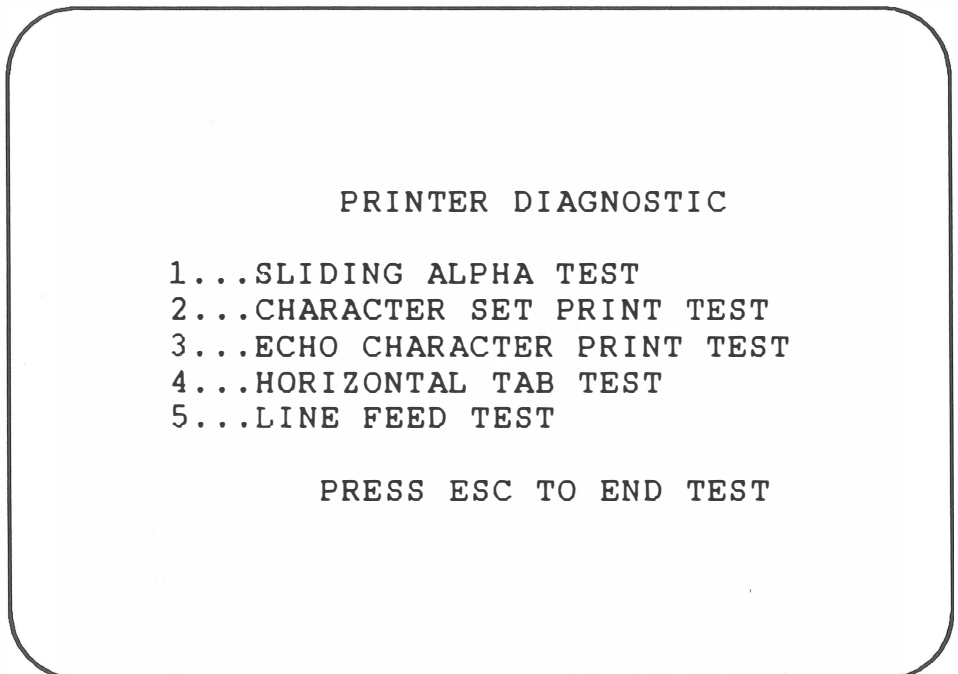 PRINTER DIAGNOSTIC
1...SLIDING ALPHA TEST
2...CHARACTER SET PRINT TEST
3...ECHO CHARACTER PRINT TEST
4...HORIZONTAL TAB TEST
5...LINE FEED TEST
PRESS ESC TO END TEST